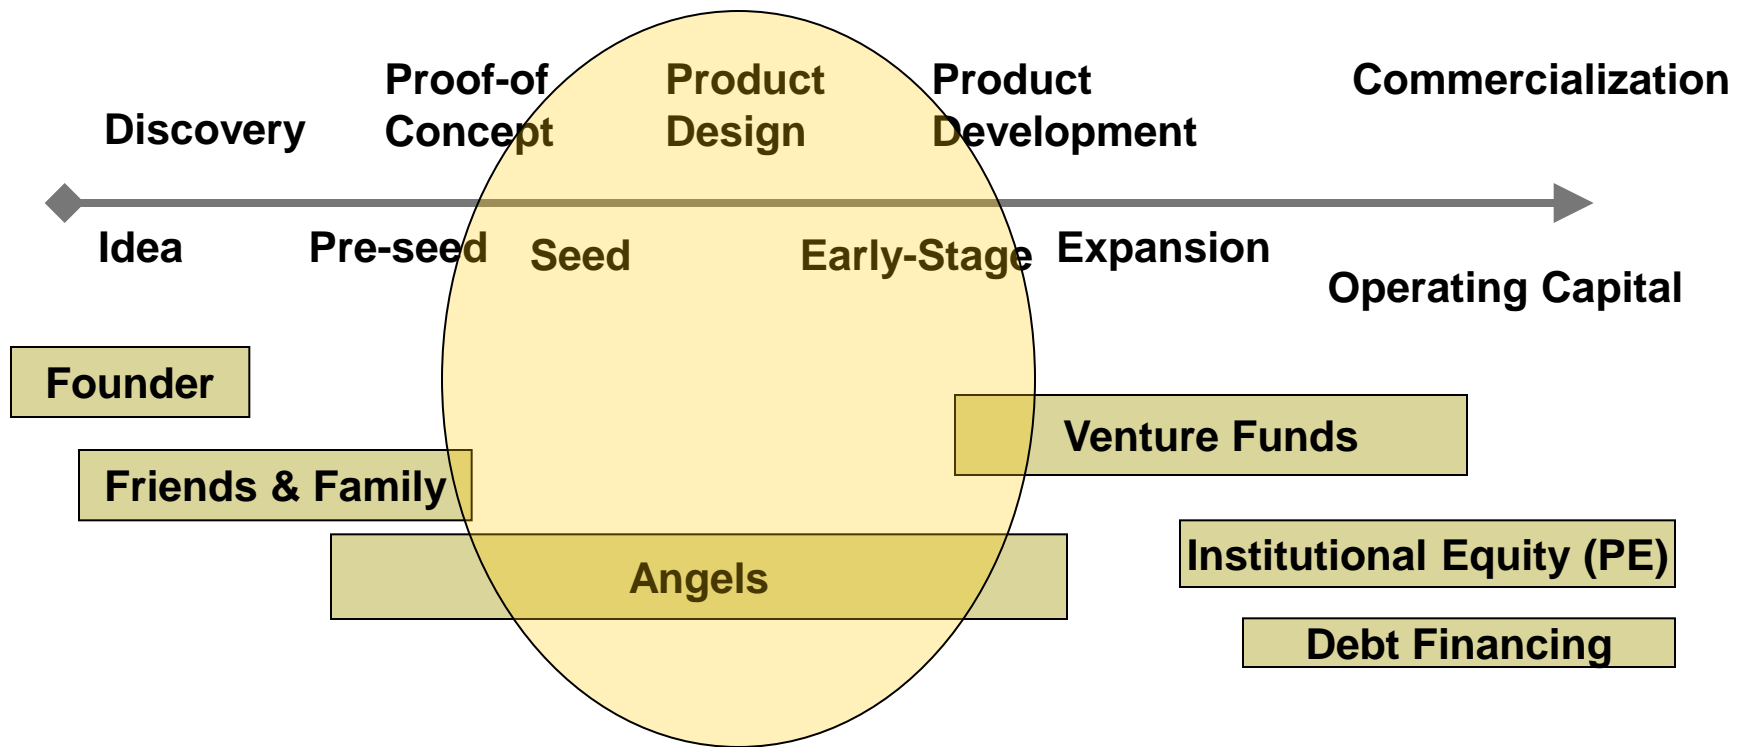 Discovery
Proof-of
Concept
Product
Design
Product
Development
Commercialization
Idea
Pre-seed
Seed
Early-Stage
Expansion
Operating Capital
Founder
Friends & Family
Angels
Venture Funds
Institutional Equity (PE)
Debt Financing